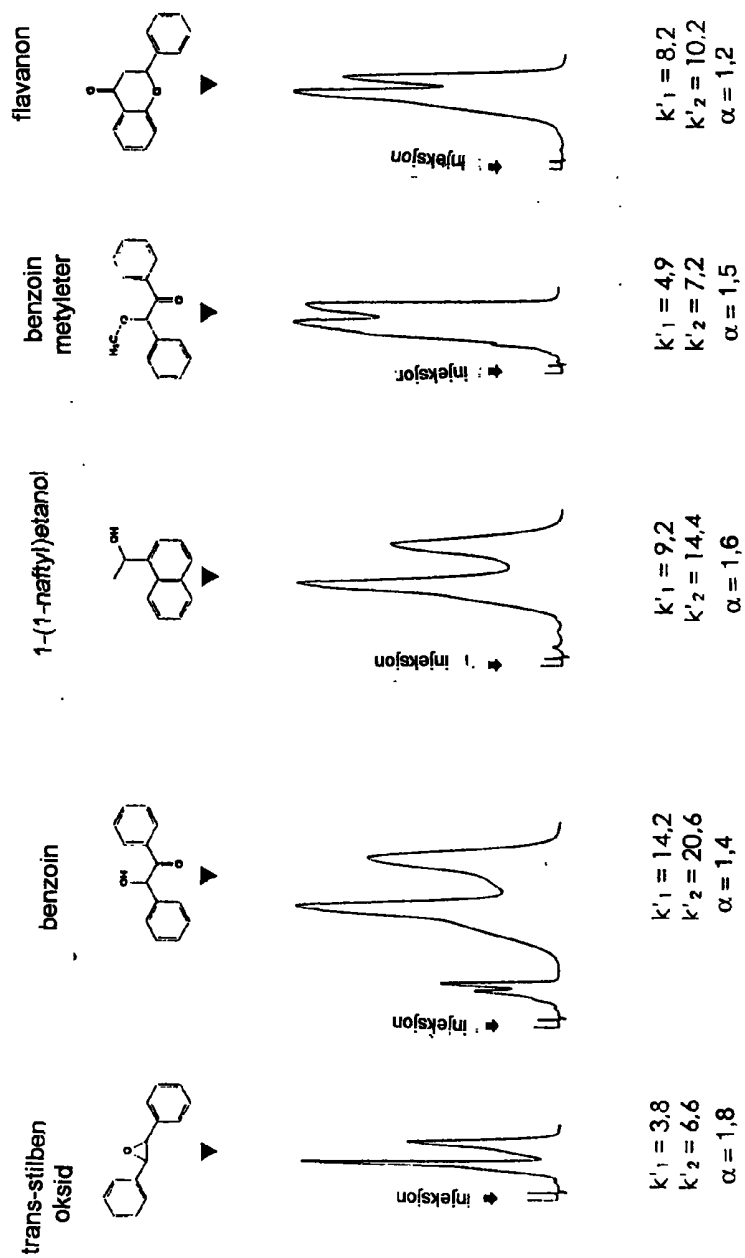 trans-stilben
oksid
O
injeksjon
k'1 = 3,8
k'2 = 6,6
α = 1,8
benzoin
OH
O
injeksjon
k'1 = 14,2
k'2 = 20,6
α = 1,4
1-(1-naftyl)etanol
OH
injeksjon
k'1 = 9,2
k'2 = 14,4
α = 1,6
benzoin
metyleter
H₃C
O
O
injeksjon
k'1 = 4,9
k'2 = 7,2
α = 1,5
flavanon
O
O
injeksjon
k'1 = 8,2
k'2 = 10,2
α = 1,2